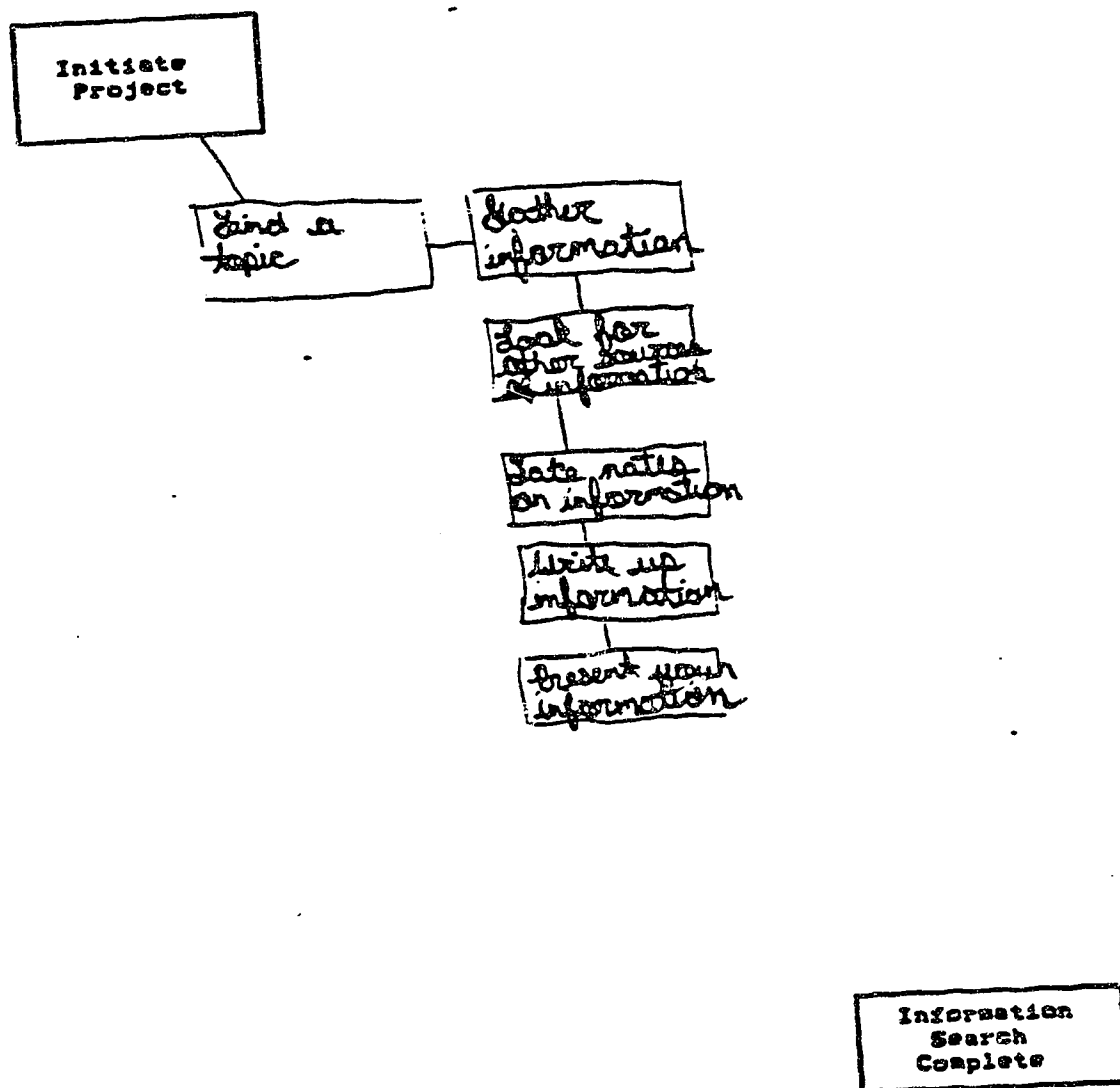 Initiate
Project
Find a
topic
Gather
information
Look for
other sources
of information
Take notes
on information
Write up
information
Present your
information
Information
Search
Complete